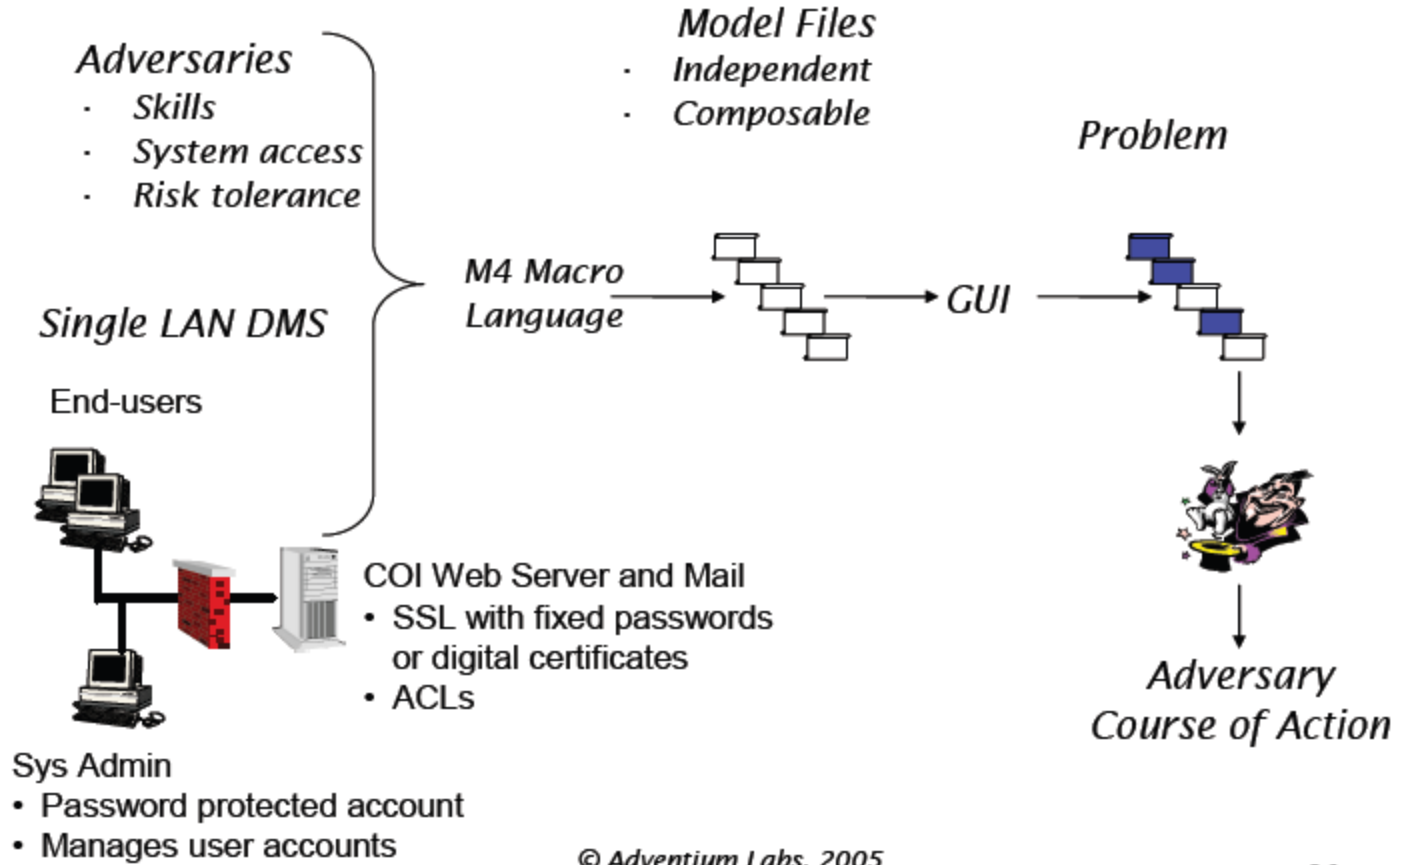 Adversaries
· Skills
· System access
· Risk tolerance
Single LAN DMS
End-users
COI Web Server and Mail
• SSL with fixed passwords
or digital certificates
• ACLs
Sys Admin
• Password protected account
• Manages user accounts
M4 Macro
Language
Model Files
· Independent
· Composable
GUI
Problem
Adversary
Course of Action
© Adventium Labs, 2005